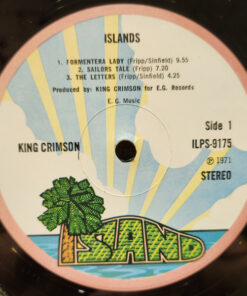 ISLANDS
1. FORMENTERA LADY (Fripp/Sinfield) 9.55
2. SAILORS TALE (Fripp) 7.20
3. THE LETTERS (Fripp/Sinfield) 4.25
Produced by: KING CRIMSON for E.G. Records
E. G. Music
Side 1
KING CRIMSON
ILPS-9175
℗ 1971
STEREO
ISLAND